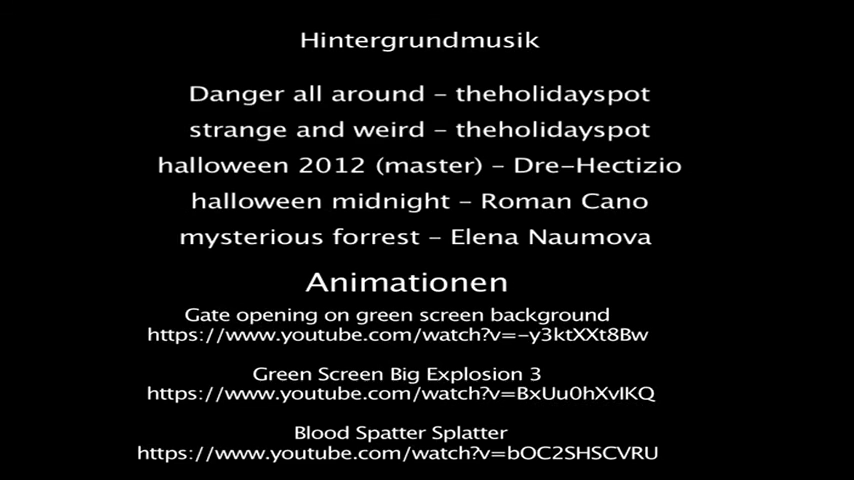 Hintergrundmusik
Danger all around – theholidayspot
strange and weird – theholidayspot
halloween 2012 (master) – Dre-Hectizio
halloween midnight – Roman Cano
mysterious forrest – Elena Naumova
Animationen
Gate opening on green screen background
https://www.youtube.com/watch?v=-y3ktXXt8Bw
Green Screen Big Explosion 3
https://www.youtube.com/watch?v=BxUu0hXvIKQ
Blood Spatter Splatter
https://www.youtube.com/watch?v=bOC2SHSCVRU